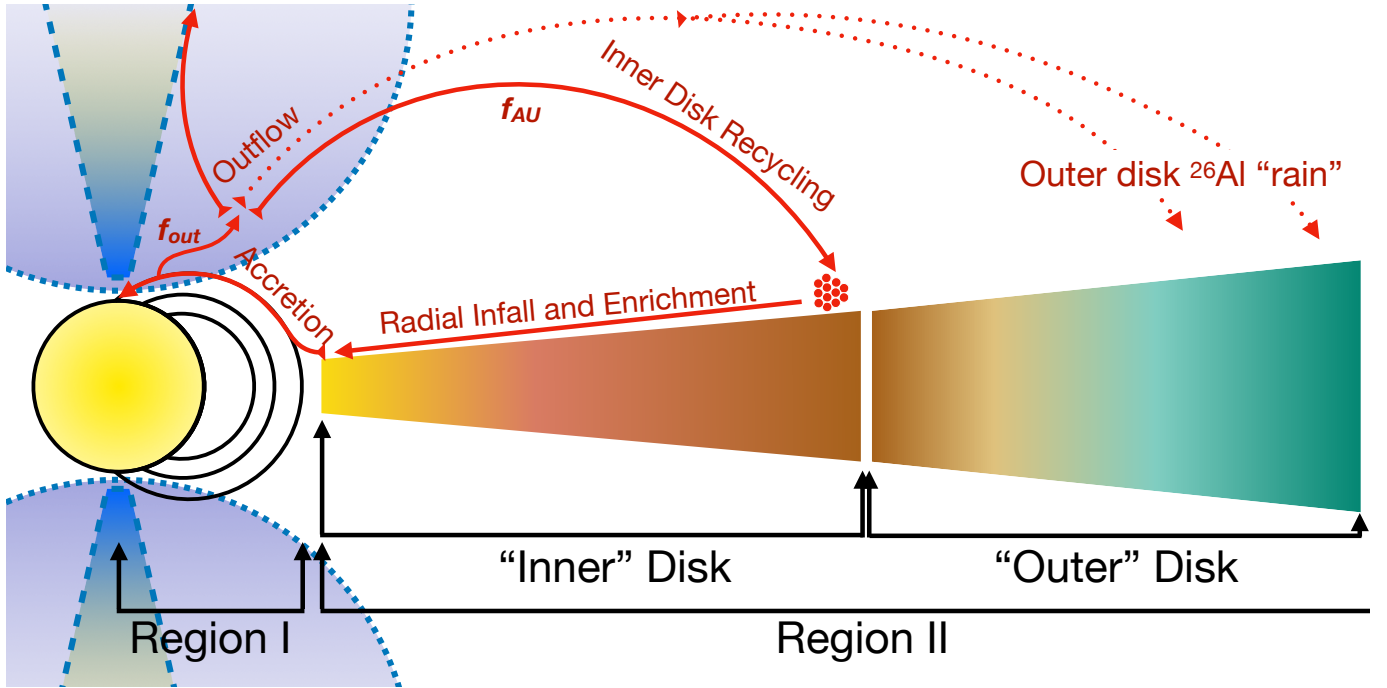 Outflow
f_AU
Inner Disk Recycling
Outer disk ²⁶Al “rain”
f_out
Accretion
Radial Infall and Enrichment
“Inner” Disk
“Outer” Disk
Region I
Region II